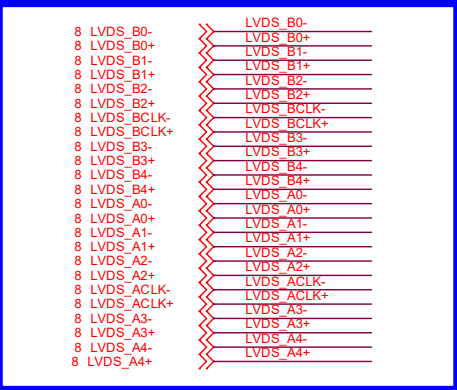 8 LVDS_B0- LVDS_B0-
8 LVDS_B0+ LVDS_B0+
8 LVDS_B1- LVDS_B1-
8 LVDS_B1+ LVDS_B1+
8 LVDS_B2- LVDS_B2-
8 LVDS_B2+ LVDS_B2+
8 LVDS_BCLK- LVDS_BCLK-
8 LVDS_BCLK+ LVDS_BCLK+
8 LVDS_B3- LVDS_B3-
8 LVDS_B3+ LVDS_B3+
8 LVDS_B4- LVDS_B4-
8 LVDS_B4+ LVDS_B4+
8 LVDS_A0- LVDS_A0-
8 LVDS_A0+ LVDS_A0+
8 LVDS_A1- LVDS_A1-
8 LVDS_A1+ LVDS_A1+
8 LVDS_A2- LVDS_A2-
8 LVDS_A2+ LVDS_A2+
8 LVDS_ACLK- LVDS_ACLK-
8 LVDS_ACLK+ LVDS_ACLK+
8 LVDS_A3- LVDS_A3-
8 LVDS_A3+ LVDS_A3+
8 LVDS_A4- LVDS_A4-
8 LVDS_A4+ LVDS_A4+